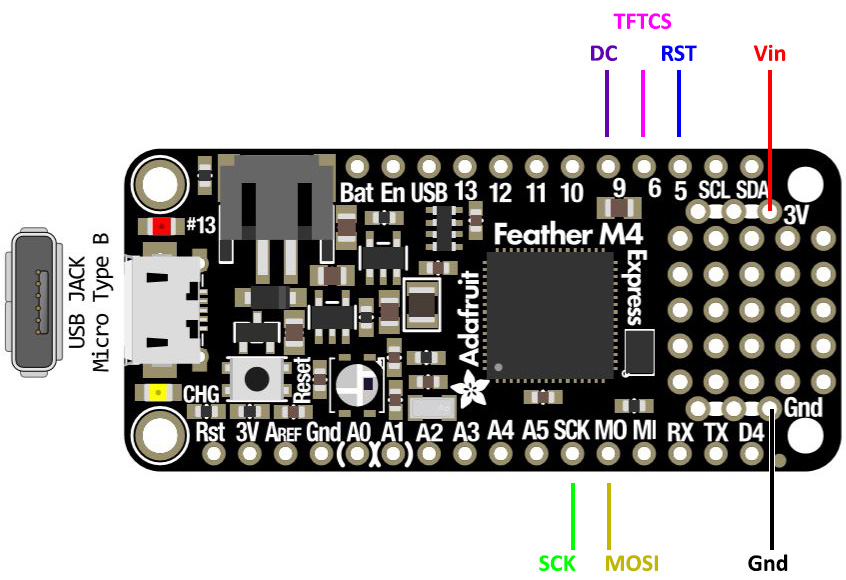 TFTCS
DC RST Vin
Bat En USB 13 12 11 10 9 6 5 SCL SDA
#13
3V
Feather M4
Express
Adafruit
USB JACK
Micro Type B
CHG
Reset
Gnd
Rst 3V AREF Gnd A0 A1 A2 A3 A4 A5 SCK MO MI RX TX D4
SCK MOSI Gnd